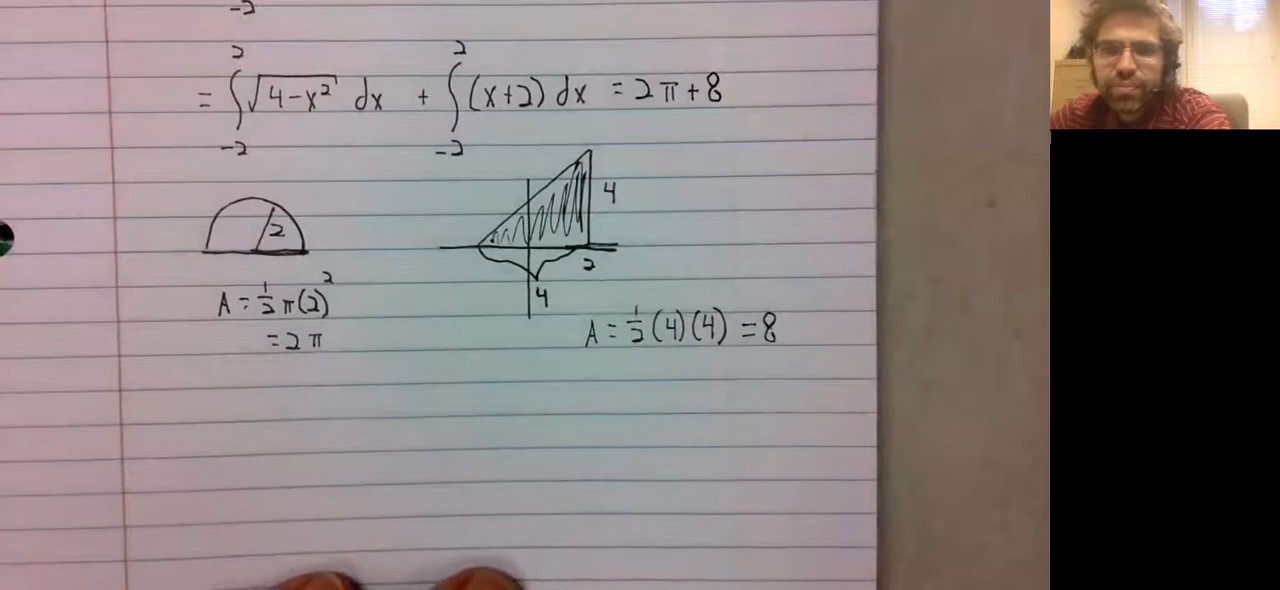 -2
= ∫_{-2}^{2} √(4-x²) dx + ∫_{-2}^{2} (x+2) dx = 2π+8
2
4
2
4
A = 1/2 π(2)²
= 2π
A = 1/2 (4)(4) = 8